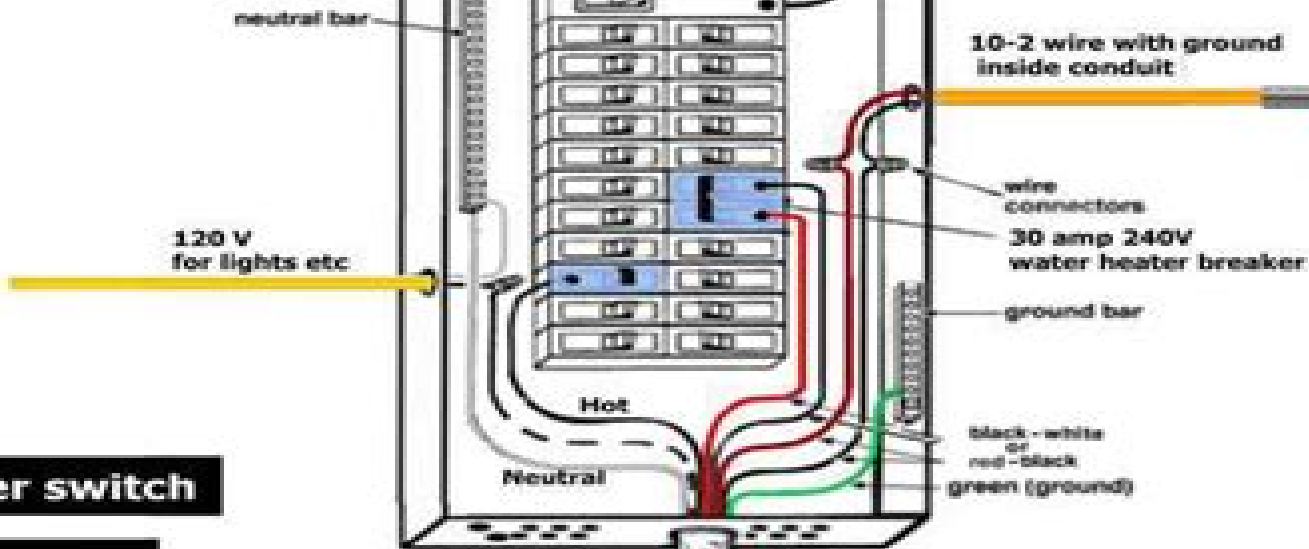 neutral bar
10-2 wire with ground
inside conduit
wire
connectors
120 V
for lights etc
30 amp 240V
water heater breaker
ground bar
Hot
black - white
or
red - black
Neutral
green (ground)
er switch